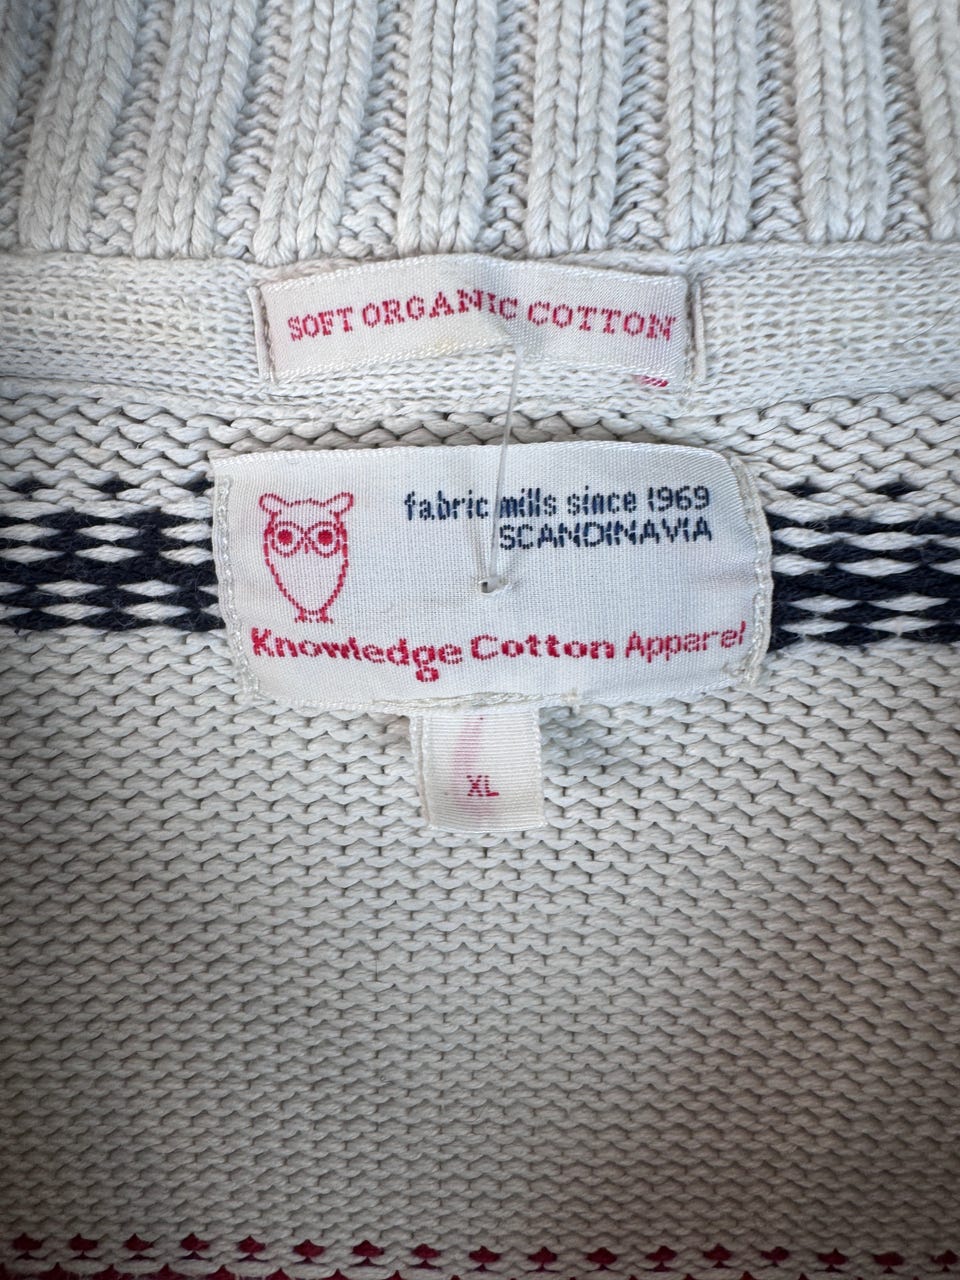 SOFT ORGANIC COTTON
fabric mills since 1969
SCANDINAVIA
Knowledge Cotton Apparel
XL